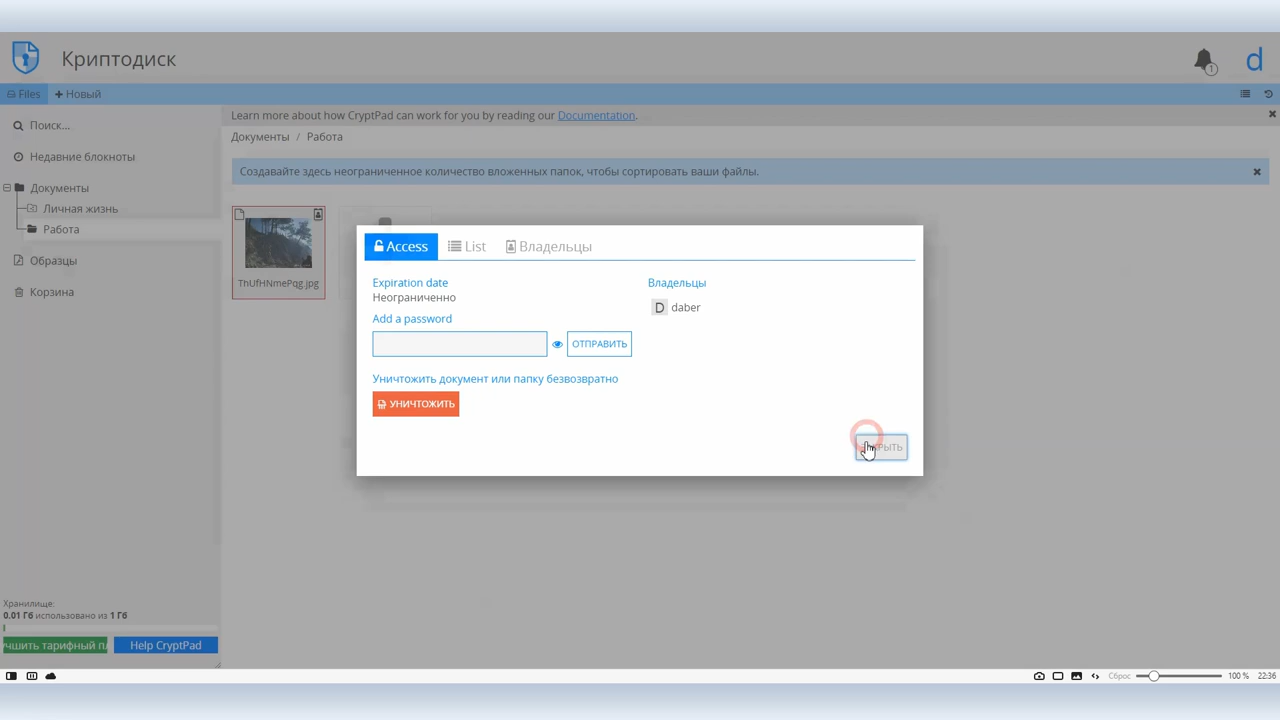 Криптодиск
1
d
Files
Новый
Learn more about how CryptPad can work for you by reading our Documentation.
Поиск...
Документы / Работа
Недавние блокноты
Создавайте здесь неограниченное количество вложенных папок, чтобы сортировать ваши файлы.
Документы
Личная жизнь
Работа
Образцы
Корзина
ThUfHNmePqg.jpg
Access
List
Владельцы
Expiration date
Неограниченно
Add a password
ОТПРАВИТЬ
Владельцы
D daber
Уничтожить документ или папку безвозвратно
УНИЧТОЖИТЬ
Хранилище:
0.01 Гб использовано из 1 Гб
тарифный
Help CryptPad
Сброс
100 %
22:36